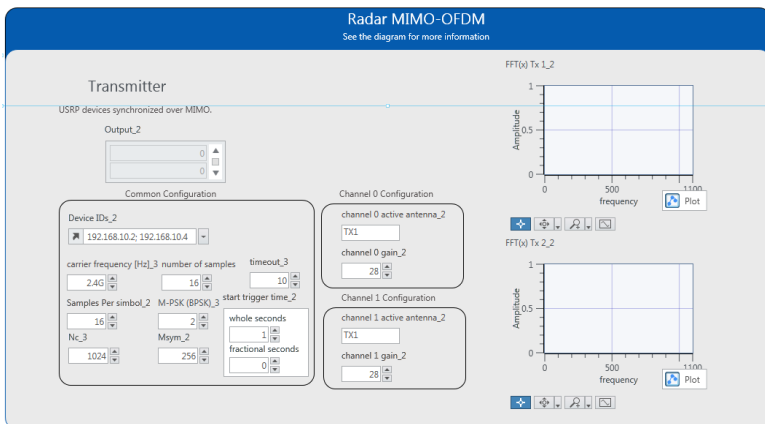 Radar MIMO-OFDM
See the diagram for more information
Transmitter
USRP devices synchronized over MIMO.
Output_2
0
0
Common Configuration
Device IDs_2
192.168.10.2; 192.168.10.4
carrier frequency [Hz]_3 number of samples timeout_3
2.4G 16 10
Samples Per simbol_2 M-PSK (BPSK)_3 start trigger time_2
16 2 whole seconds
1
Nc_3 Msym_2 fractional seconds
1024 256 0
Channel 0 Configuration
channel 0 active antenna_2
TX1
channel 0 gain_2
28
Channel 1 Configuration
channel 1 active antenna_2
TX1
channel 1 gain_2
28
FFT(x) Tx 1_2
1
0.5
0
Amplitude
0 500 1100
frequency
Plot
FFT(x) Tx 2_2
1
0.5
0
Amplitude
0 500 1100
frequency
Plot